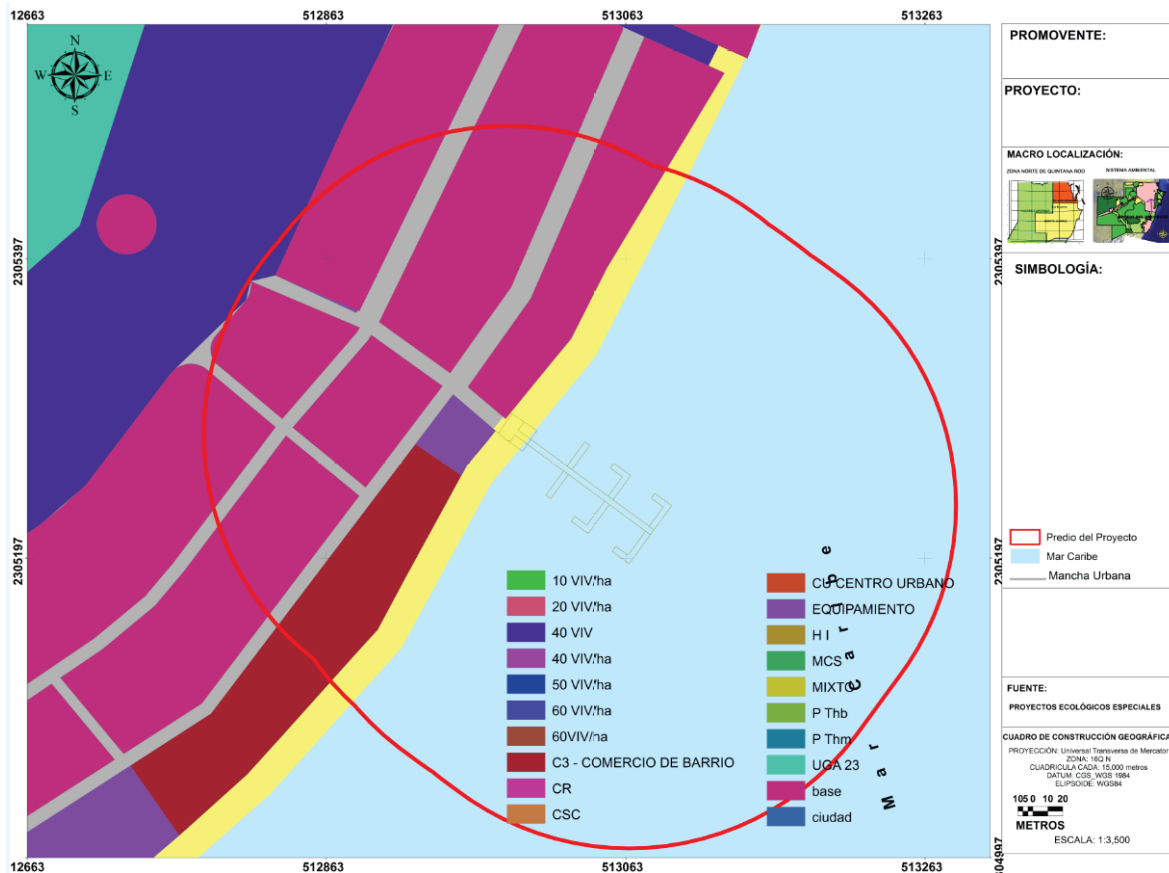 12663
512863
513063
513263
N
W
E
S
2305397
2305197
2305397
2305197
304997
12663
512863
513063
513263
10 VIV/ha
20 VIV/ha
40 VIV
40 VIV/ha
50 VIV/ha
60 VIV/ha
60VIV/ha
C3 - COMERCIO DE BARRIO
CR
CSC
CU CENTRO URBANO
EQUIPAMIENTO
H I
MCS
MIXTO
P Thb
P Thm
UGA 23
base
ciudad
Mar Caribe
PROMOVENTE:
PROYECTO:
MACRO LOCALIZACIÓN:
ZONA NORTE DE QUINTANA ROO
SISTEMA AMBIENTAL
SIMBOLOGÍA:
Predio del Proyecto
Mar Caribe
Mancha Urbana
FUENTE:
PROYECTOS ECOLÓGICOS ESPECIALES
CUADRO DE CONSTRUCCIÓN GEOGRÁFICA
PROYECCIÓN: Universal Transversa de Mercator
ZONA: 16Q N
CUADRICULA CADA: 15,000 metros
DATUM: CGS_WGS 1984
ELIPSOIDE: WGS84
105 0 10 20
METROS
ESCALA: 1:3,500